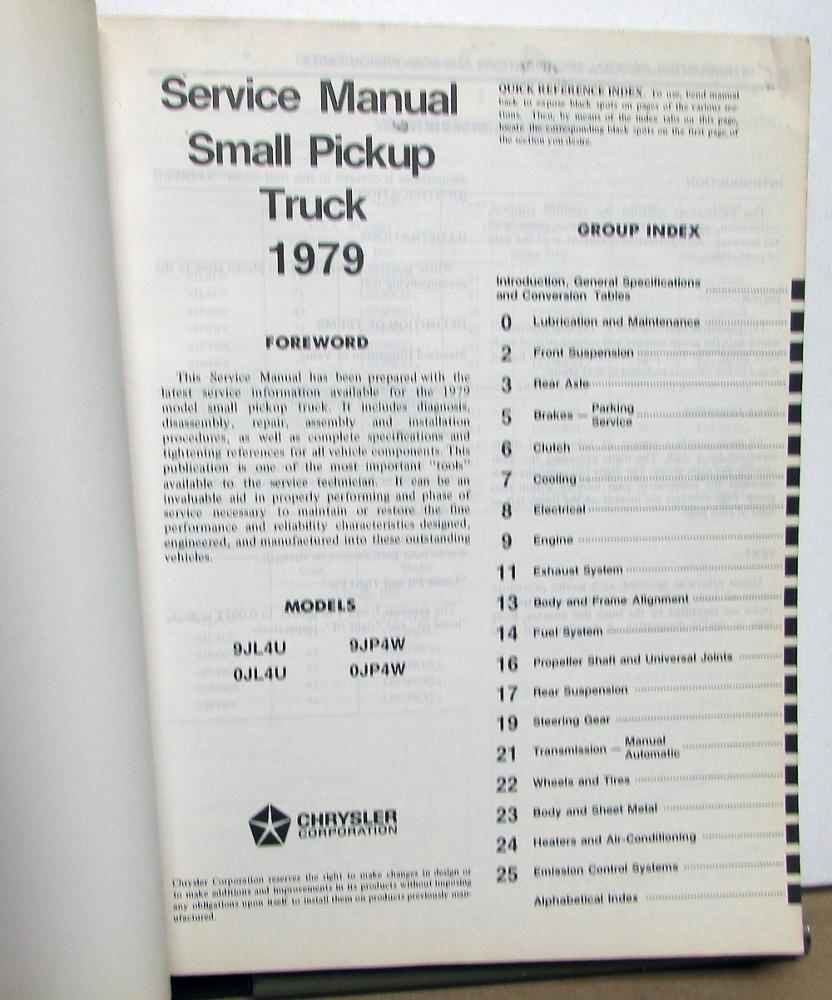 Service Manual
Small Pickup
Truck
1979
FOREWORD
This Service Manual has been prepared with the
latest service information available for the 1979
model small pickup truck. It includes diagnosis,
disassembly, repair, assembly and installation
procedures, as well as complete specifications and
tightening references for all vehicle components. This
publication is one of the most important "tools"
available to the service technician. It can be an
invaluable aid in properly performing and phase of
service necessary to maintain or restore the fine
performance and reliability characteristics designed,
engineered, and manufactured into these outstanding
vehicles.
MODELS
9JL4U 9JP4W
0JL4U 0JP4W
CHRYSLER
CORPORATION
Chrysler Corporation reserves the right to make changes in design or
to make additions and improvements in its products without imposing
any obligations upon itself to install them on products previously man-
ufactured.
QUICK REFERENCE INDEX. To use, bend manual
back to expose black spots on pages of the various sec-
tions. Then, by means of the index tabs on this page,
locate the corresponding black spots on the first page of
the section you desire.
GROUP INDEX
Introduction, General Specifications
and Conversion Tables
0 Lubrication and Maintenance
2 Front Suspension
3 Rear Axle
5 Brakes — Parking
Service
6 Clutch
7 Cooling
8 Electrical
9 Engine
11 Exhaust System
13 Body and Frame Alignment
14 Fuel System
16 Propeller Shaft and Universal Joints
17 Rear Suspension
19 Steering Gear
21 Transmission — Manual
Automatic
22 Wheels and Tires
23 Body and Sheet Metal
24 Heaters and Air-Conditioning
25 Emission Control Systems
Alphabetical Index